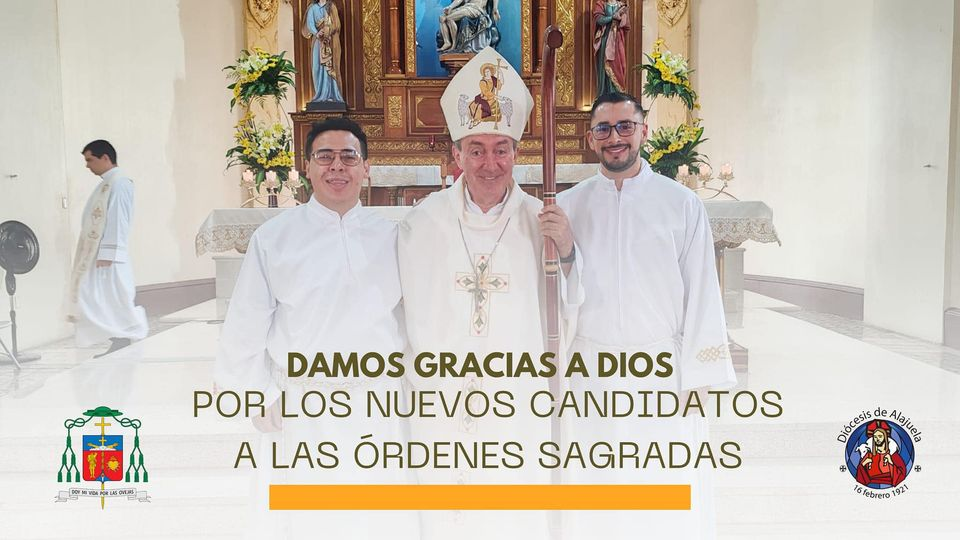 DAMOS GRACIAS A DIOS
POR LOS NUEVOS CANDIDATOS
A LAS ÓRDENES SAGRADAS
DOY MI VIDA POR LAS OVEJAS
Diócesis de Alajuela
16 febrero 1921